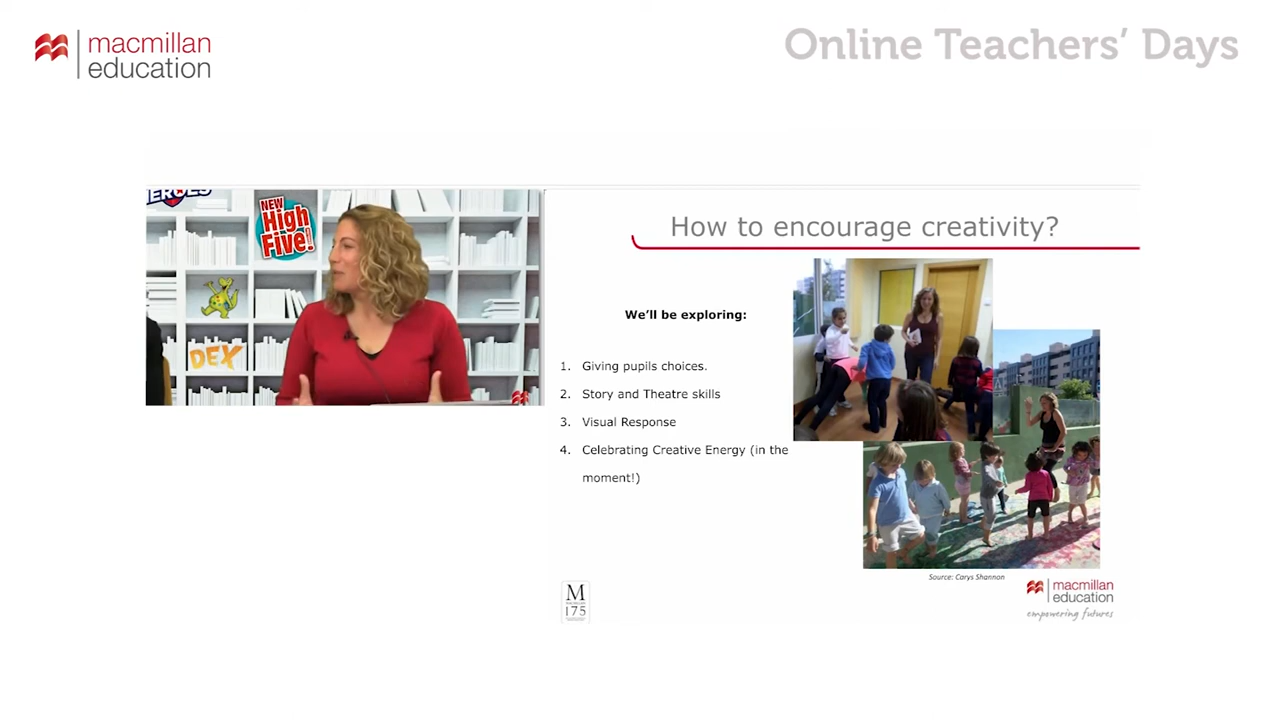 macmillan
education
Online Teachers' Days
HEROES
NEW
High
Five!
DEX
How to encourage creativity?
We'll be exploring:
1. Giving pupils choices.
2. Story and Theatre skills
3. Visual Response
4. Celebrating Creative Energy (in the
moment!)
Source: Carys Shannon
M
175
macmillan
education
empowering futures